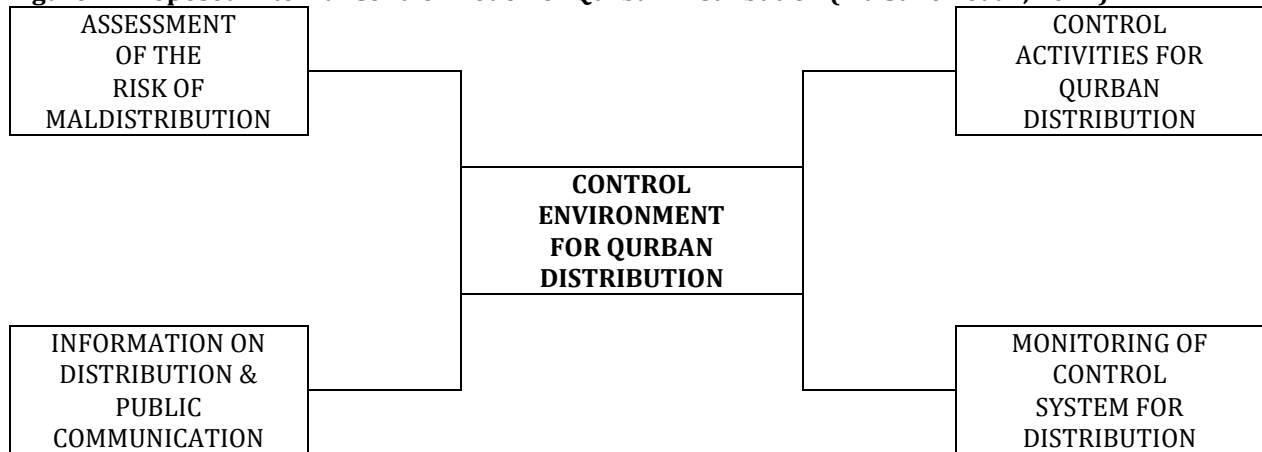 ASSESSMENT
OF THE
RISK OF
MALDISTRIBUTION
CONTROL
ACTIVITIES FOR
QURBAN
DISTRIBUTION
CONTROL
ENVIRONMENT
FOR QURBAN
DISTRIBUTION
INFORMATION ON
DISTRIBUTION &
PUBLIC
COMMUNICATION
MONITORING OF
CONTROL
SYSTEM FOR
DISTRIBUTION